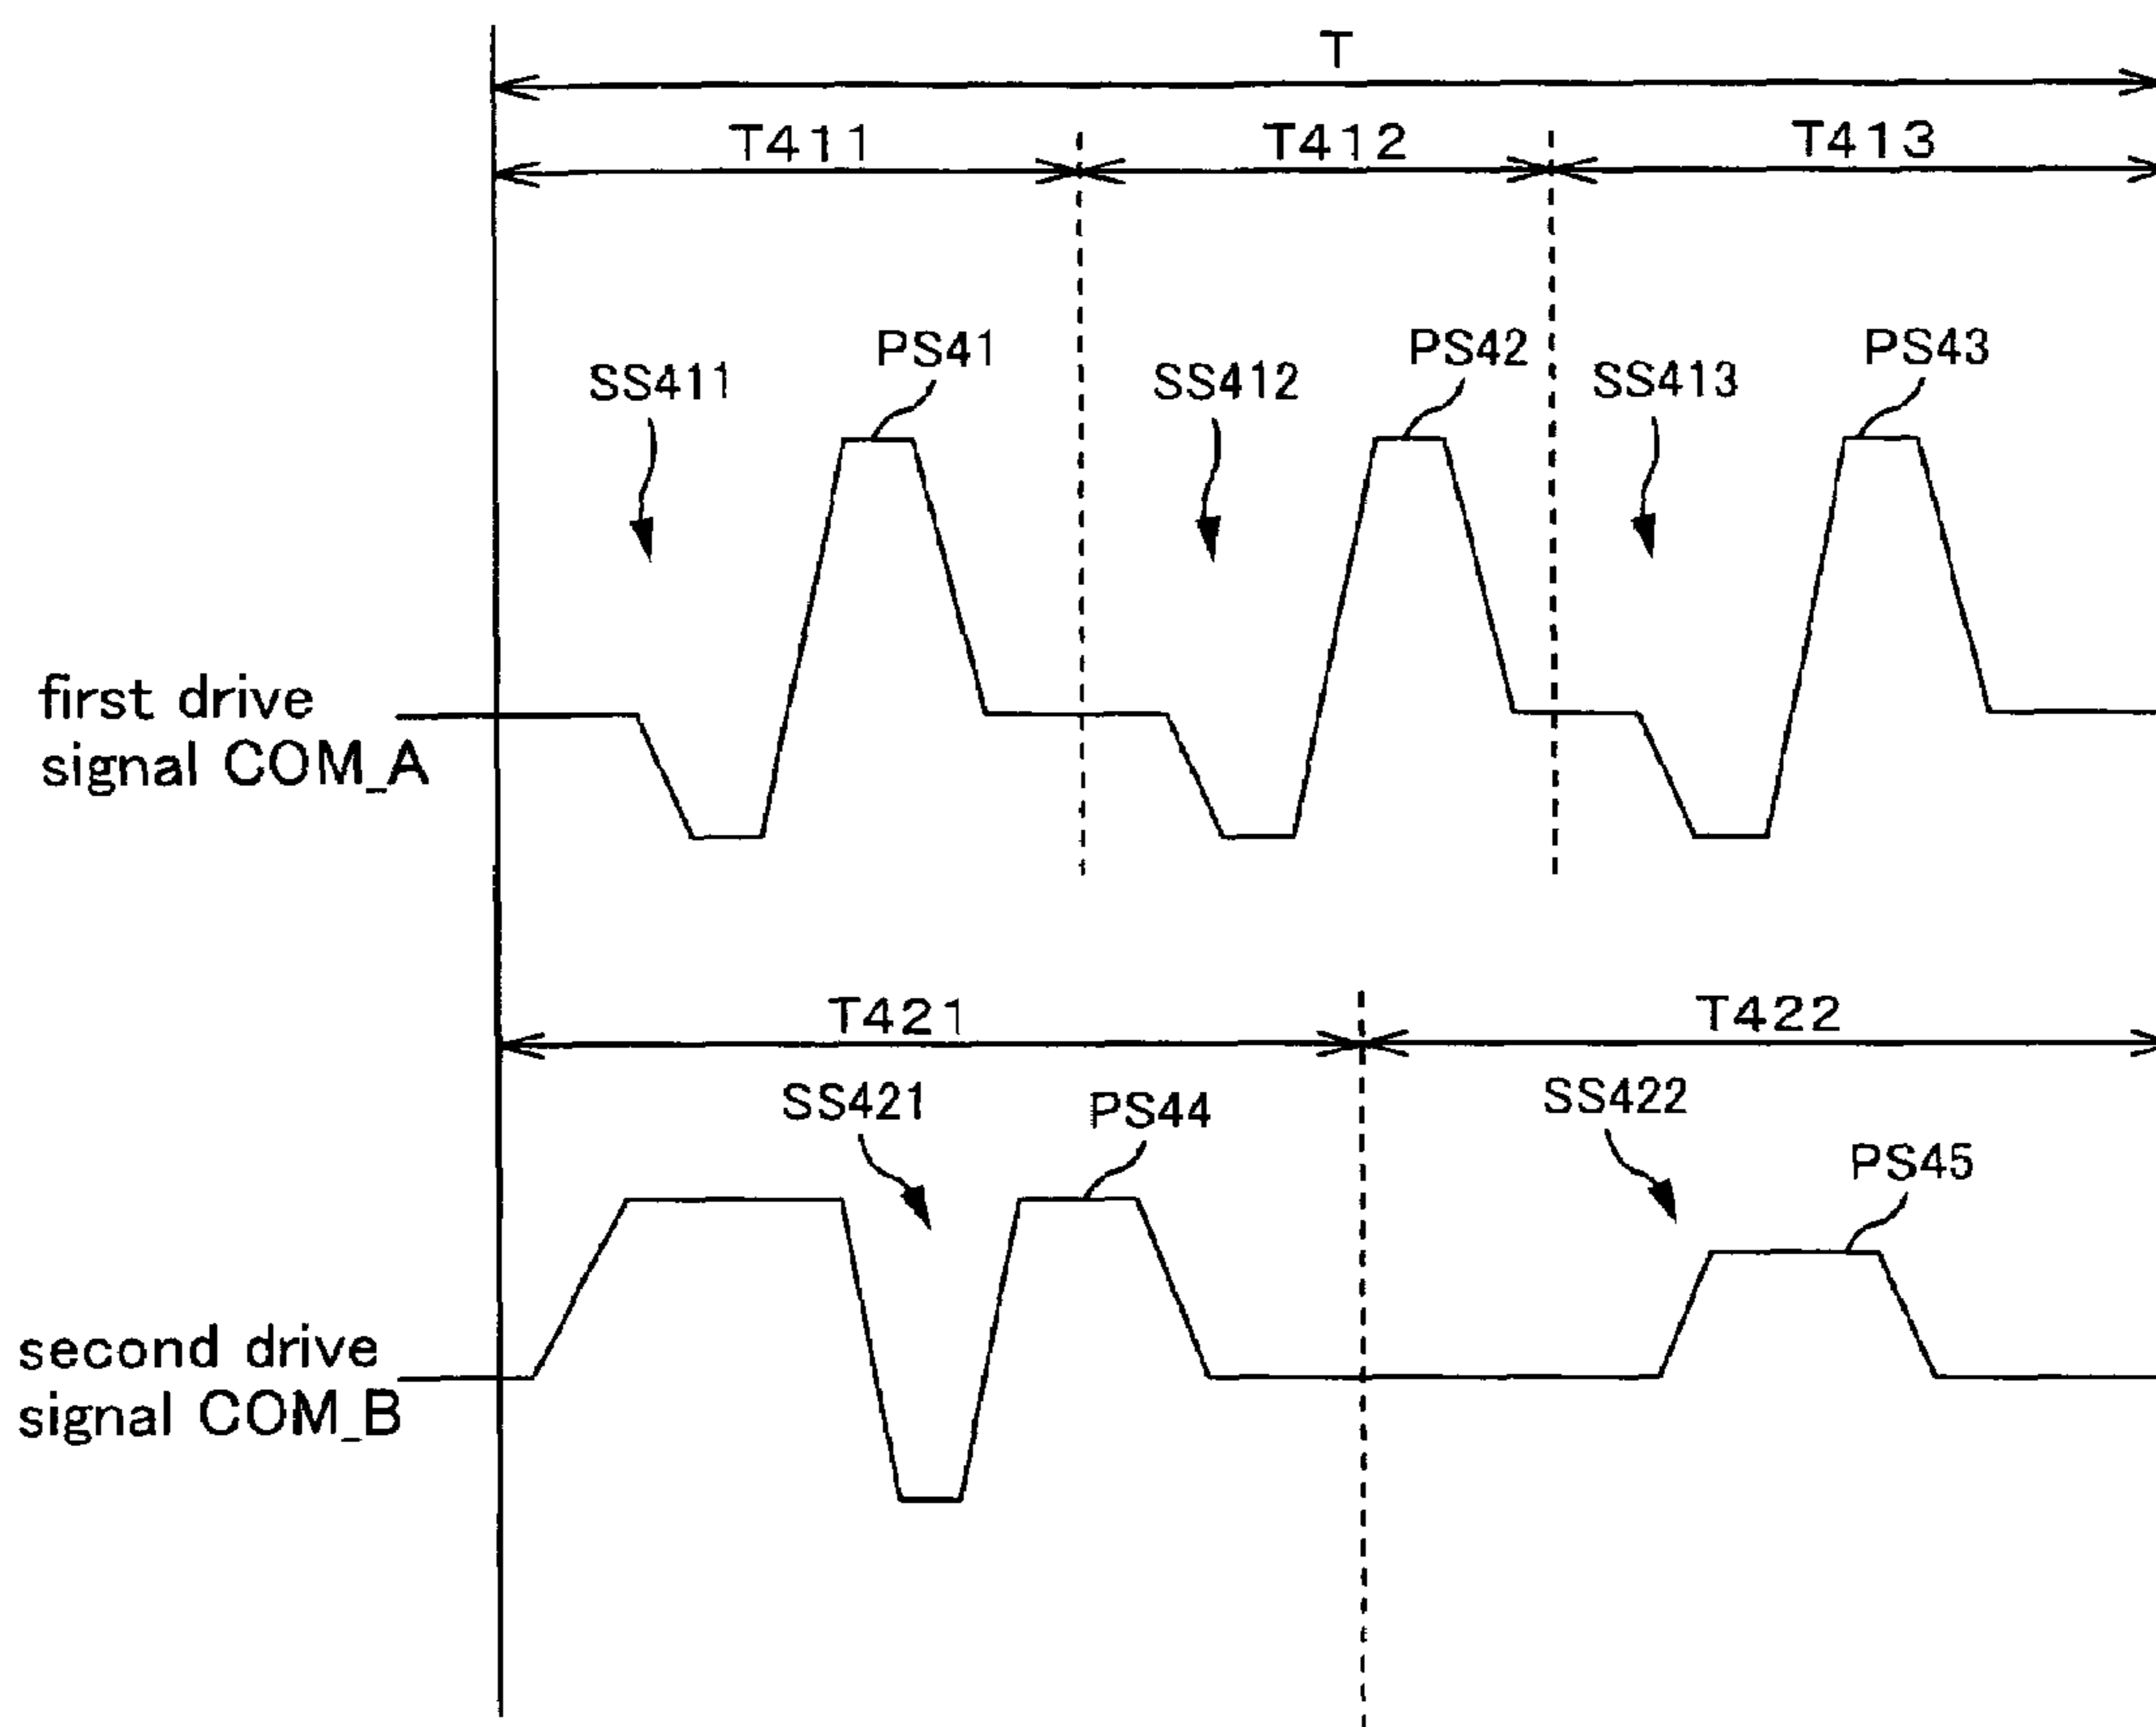 T
T411
T412
T413
PS41
PS42
PS43
SS411
SS412
SS413
first drive
signal COM_A
T421
T422
SS421
PS44
SS422
PS45
second drive
signal COM_B